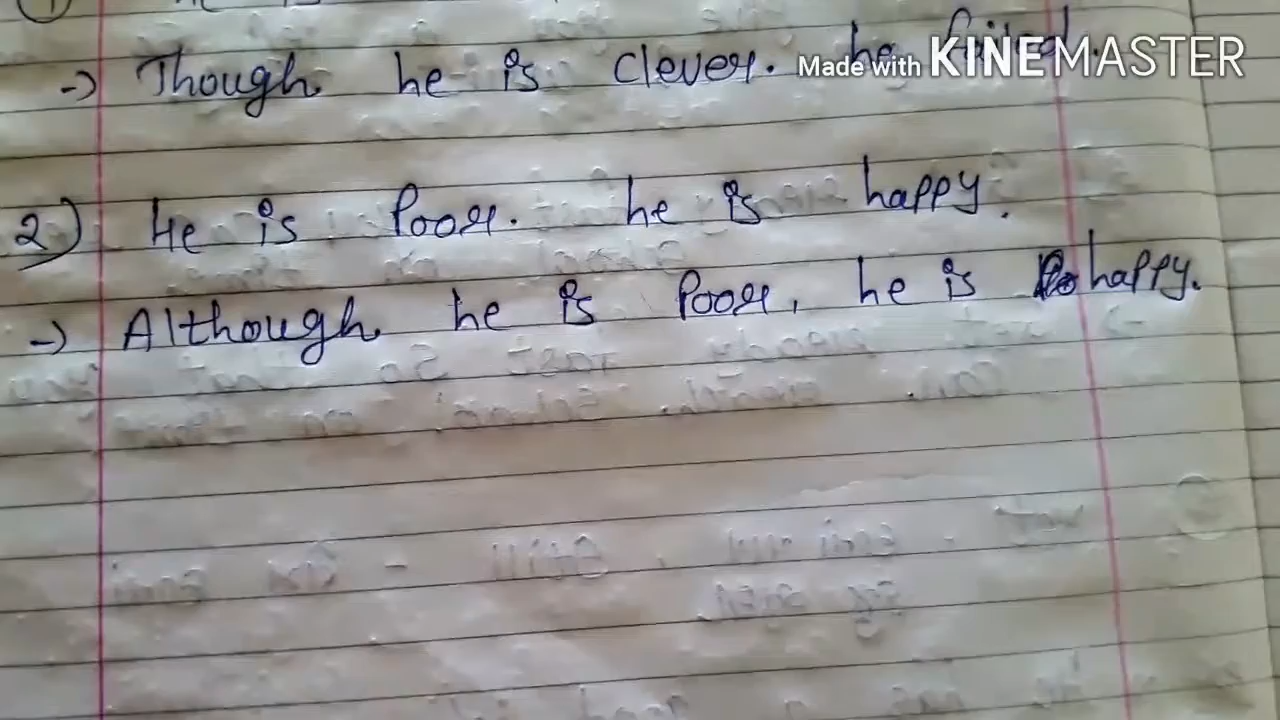 → Though he is clever. he failed.
Made with KINEMASTER
2) He is Poor. he is happy.
→ Although he is Poor, he is happy.